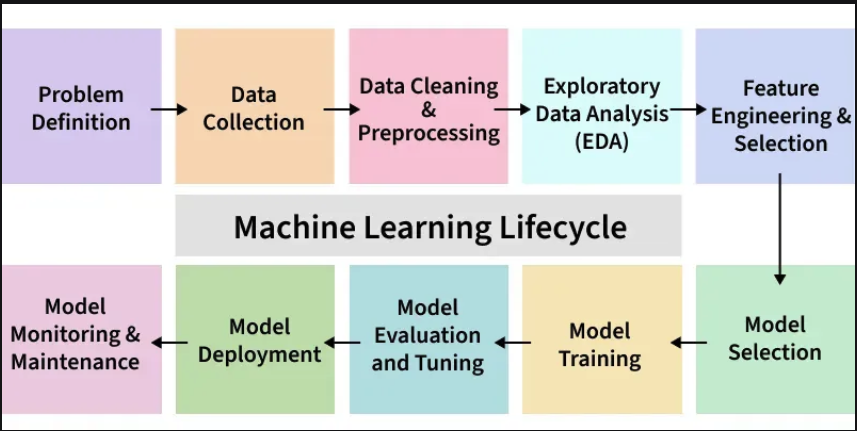 Problem
Definition
Data
Collection
Data Cleaning
&
Preprocessing
Exploratory
Data Analysis
(EDA)
Feature
Engineering &
Selection
Machine Learning Lifecycle
Model
Monitoring &
Maintenance
Model
Deployment
Model
Evaluation
and Tuning
Model
Training
Model
Selection